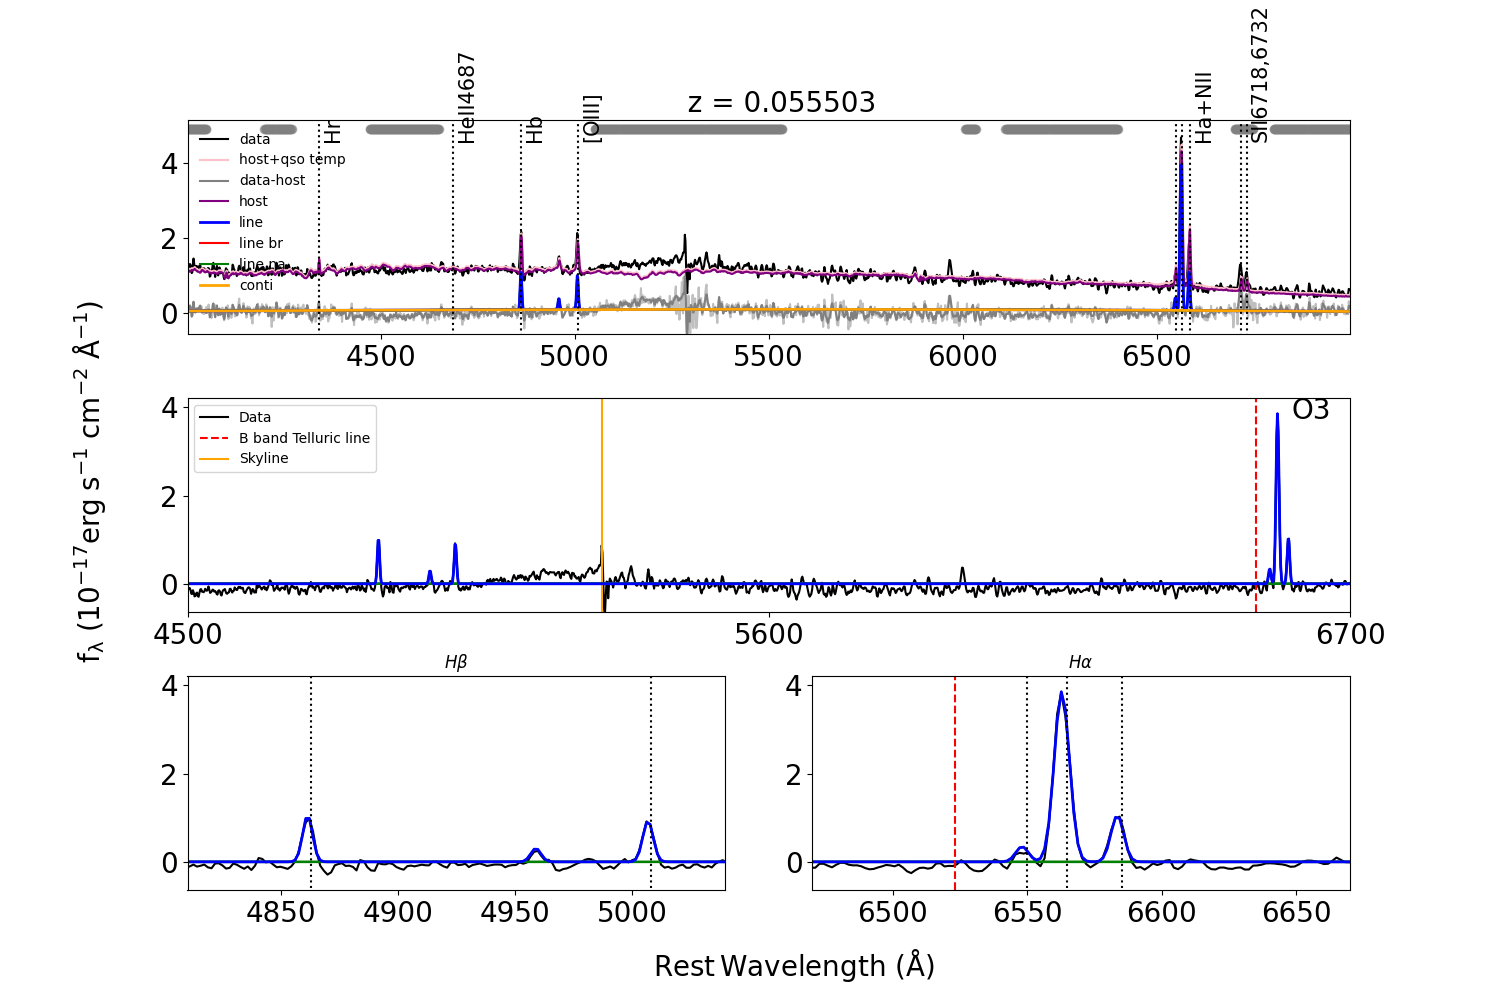 z = 0.055503
Hr
HeII4687
Hb
[OIII]
Ha+NII
SII6718,6732
data
host+qso temp
data-host
host
line
line br
line na
conti
4
2
0
4500 5000 5500 6000 6500
f_λ (10^{-17}erg s^{-1} cm^{-2} Å^{-1})
Data
B band Telluric line
Skyline
O3
4
2
0
4500 5600 6700
Hβ
4
2
0
4850 4900 4950 5000
Hα
4
2
0
6500 6550 6600 6650
Rest Wavelength (Å)